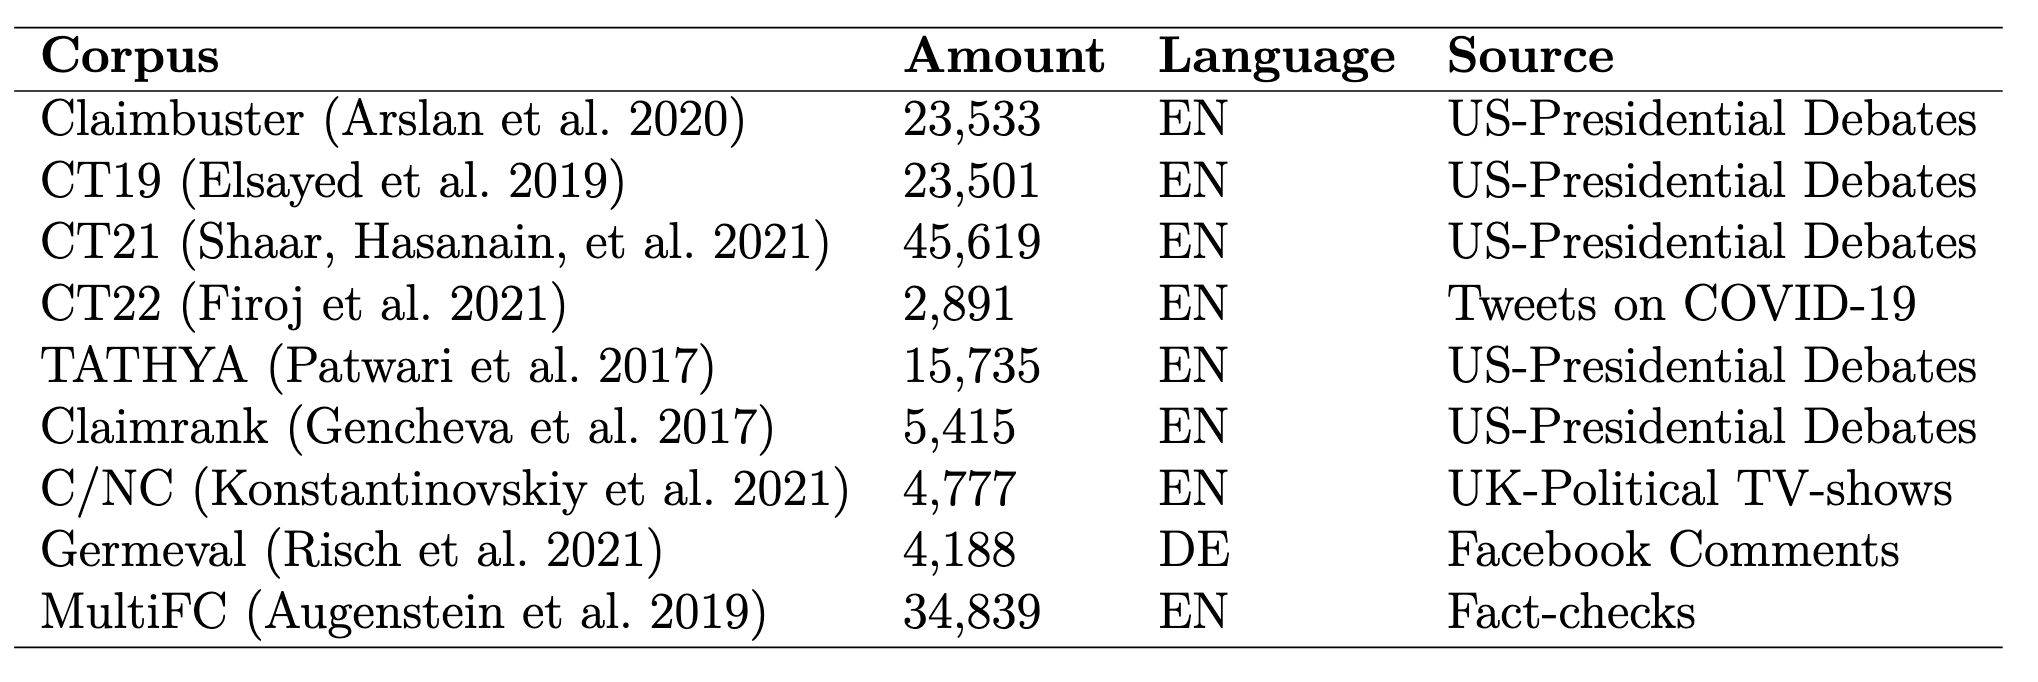 Corpus Amount Language Source
Claimbuster (Arslan et al. 2020) 23,533 EN US-Presidential Debates
CT19 (Elsayed et al. 2019) 23,501 EN US-Presidential Debates
CT21 (Shaar, Hasanain, et al. 2021) 45,619 EN US-Presidential Debates
CT22 (Firoj et al. 2021) 2,891 EN Tweets on COVID-19
TATHYA (Patwari et al. 2017) 15,735 EN US-Presidential Debates
Claimrank (Gencheva et al. 2017) 5,415 EN US-Presidential Debates
C/NC (Konstantinovskiy et al. 2021) 4,777 EN UK-Political TV-shows
Germeval (Risch et al. 2021) 4,188 DE Facebook Comments
MultiFC (Augenstein et al. 2019) 34,839 EN Fact-checks